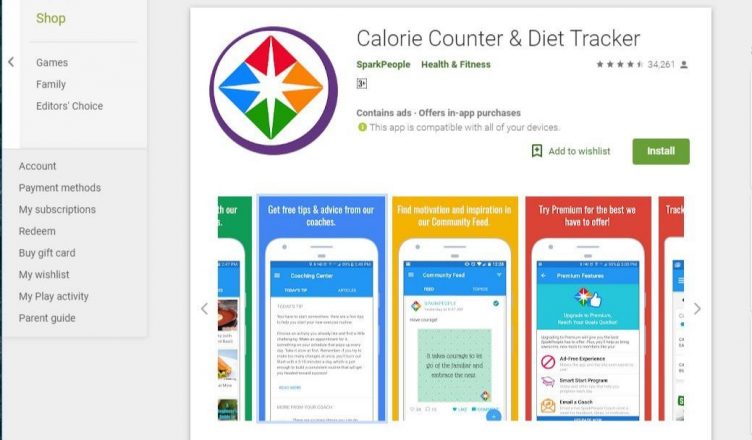 Shop
Games
Family
Editors' Choice
Account
Payment methods
My subscriptions
Redeem
Buy gift card
My wishlist
My Play activity
Parent guide
Calorie Counter & Diet Tracker
SparkPeople Health & Fitness
34,261
3+
Contains ads · Offers in-app purchases
This app is compatible with all of your devices.
Add to wishlist
Install
th our
s.
Get free tips & advice from our
coaches.
Coaching Center
TODAY'S TIP ARTICLES
TODAY'S TIP
READ MORE
MORE FROM YOUR COACH
Find motivation and inspiration in
our Community Feed.
Community Feed
FEED TOPICS
SPARKPEOPLE
Have courage!
It takes courage to let
go of the familiar and
embrace the new.
LIKE COMMENT
Try Premium for the best we
have to offer!
Premium Features
Upgrade to Premium,
Reach Your Goals Quicker!
Ad-Free Experience
Smart Start Program
Email a Coach
UPGRADE NOW
Track